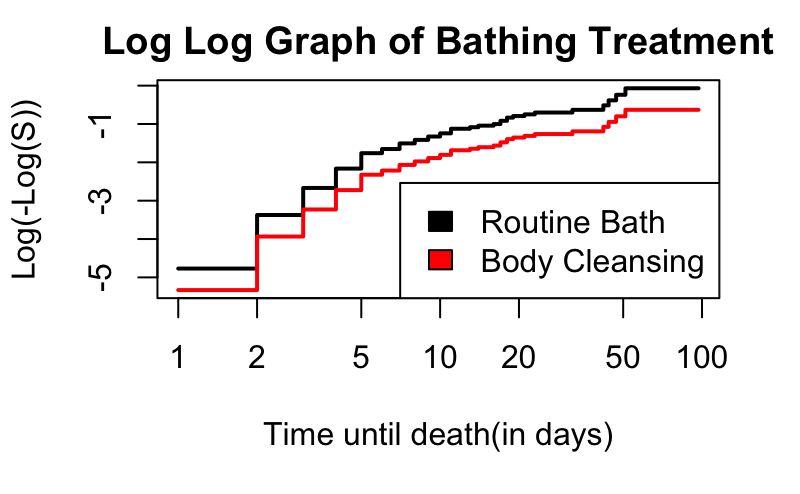 Log Log Graph of Bathing Treatment
Log(-Log(S))
-1
-3
-5
Routine Bath
Body Cleansing
1 2 5 10 20 50 100
Time until death(in days)